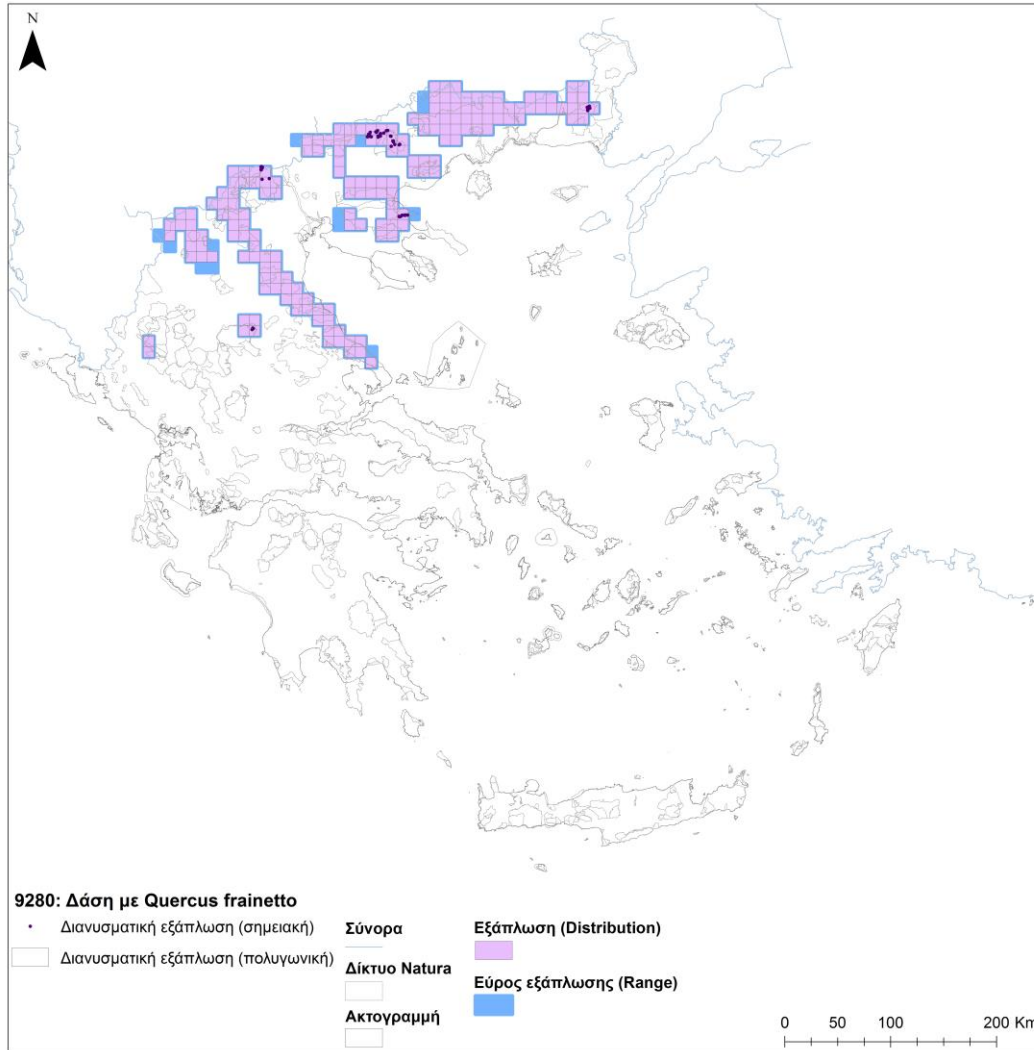 N
9280: Δάση με Quercus frainetto
Διανυσματική εξάπλωση (σημειακή)
Διανυσματική εξάπλωση (πολυγωνική)
Σύνορα
Δίκτυο Natura
Ακτογραμμή
Εξάπλωση (Distribution)
Εύρος εξάπλωσης (Range)
0 50 100 200 Km